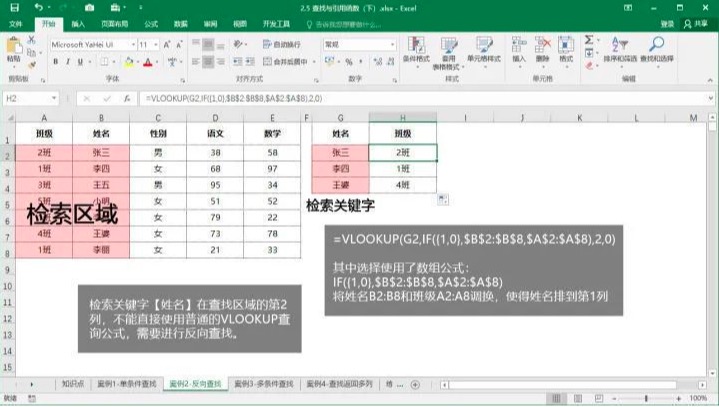 2.5 查找与引用函数（下）.xlsx - Excel
登录 共享
文件 开始 插入 页面布局 公式 数据 审阅 视图 开发工具 告诉我您想要做什么...
Microsoft YaHei UI 11 自动换行 常规
粘贴 合并后居中 条件格式 套用 表格格式 单元格样式 插入 删除 格式 排序和筛选 查找和选择
剪贴板 字体 对齐方式 数字 样式 单元格 编辑
H2 =VLOOKUP(G2,IF({1,0},$B$2:$B$8,$A$2:$A$8),2,0)
A B C D E F G H I J K L M
1 班级 姓名 性别 语文 数学 姓名 班级
2 2班 张三 男 38 58 张三 2班
3 1班 李四 女 68 97 李四 1班
4 3班 王五 男 95 34 王婆 4班
5 5班 小明 女 51 52
6 女 79 22
7 4班 王婆 女 73 78
8 1班 李丽 女 21 33
9
10
11
12
13
14
15
检索区域
检索关键字
=VLOOKUP(G2,IF({1,0},$B$2:$B$8,$A$2:$A$8),2,0)
其中选择使用了数组公式：
IF({1,0},$B$2:$B$8,$A$2:$A$8)
将姓名B2:B8和班级A2:A8调换，使得姓名排到第1列
检索关键字【姓名】在查找区域的第2
列，不能直接使用普通的VLOOKUP查
询公式，需要进行反向查找。
知识点 案例1-单条件查找 案例2-反向查找 案例3-多条件查找 案例4-查找返回多列 ...
就绪 100%